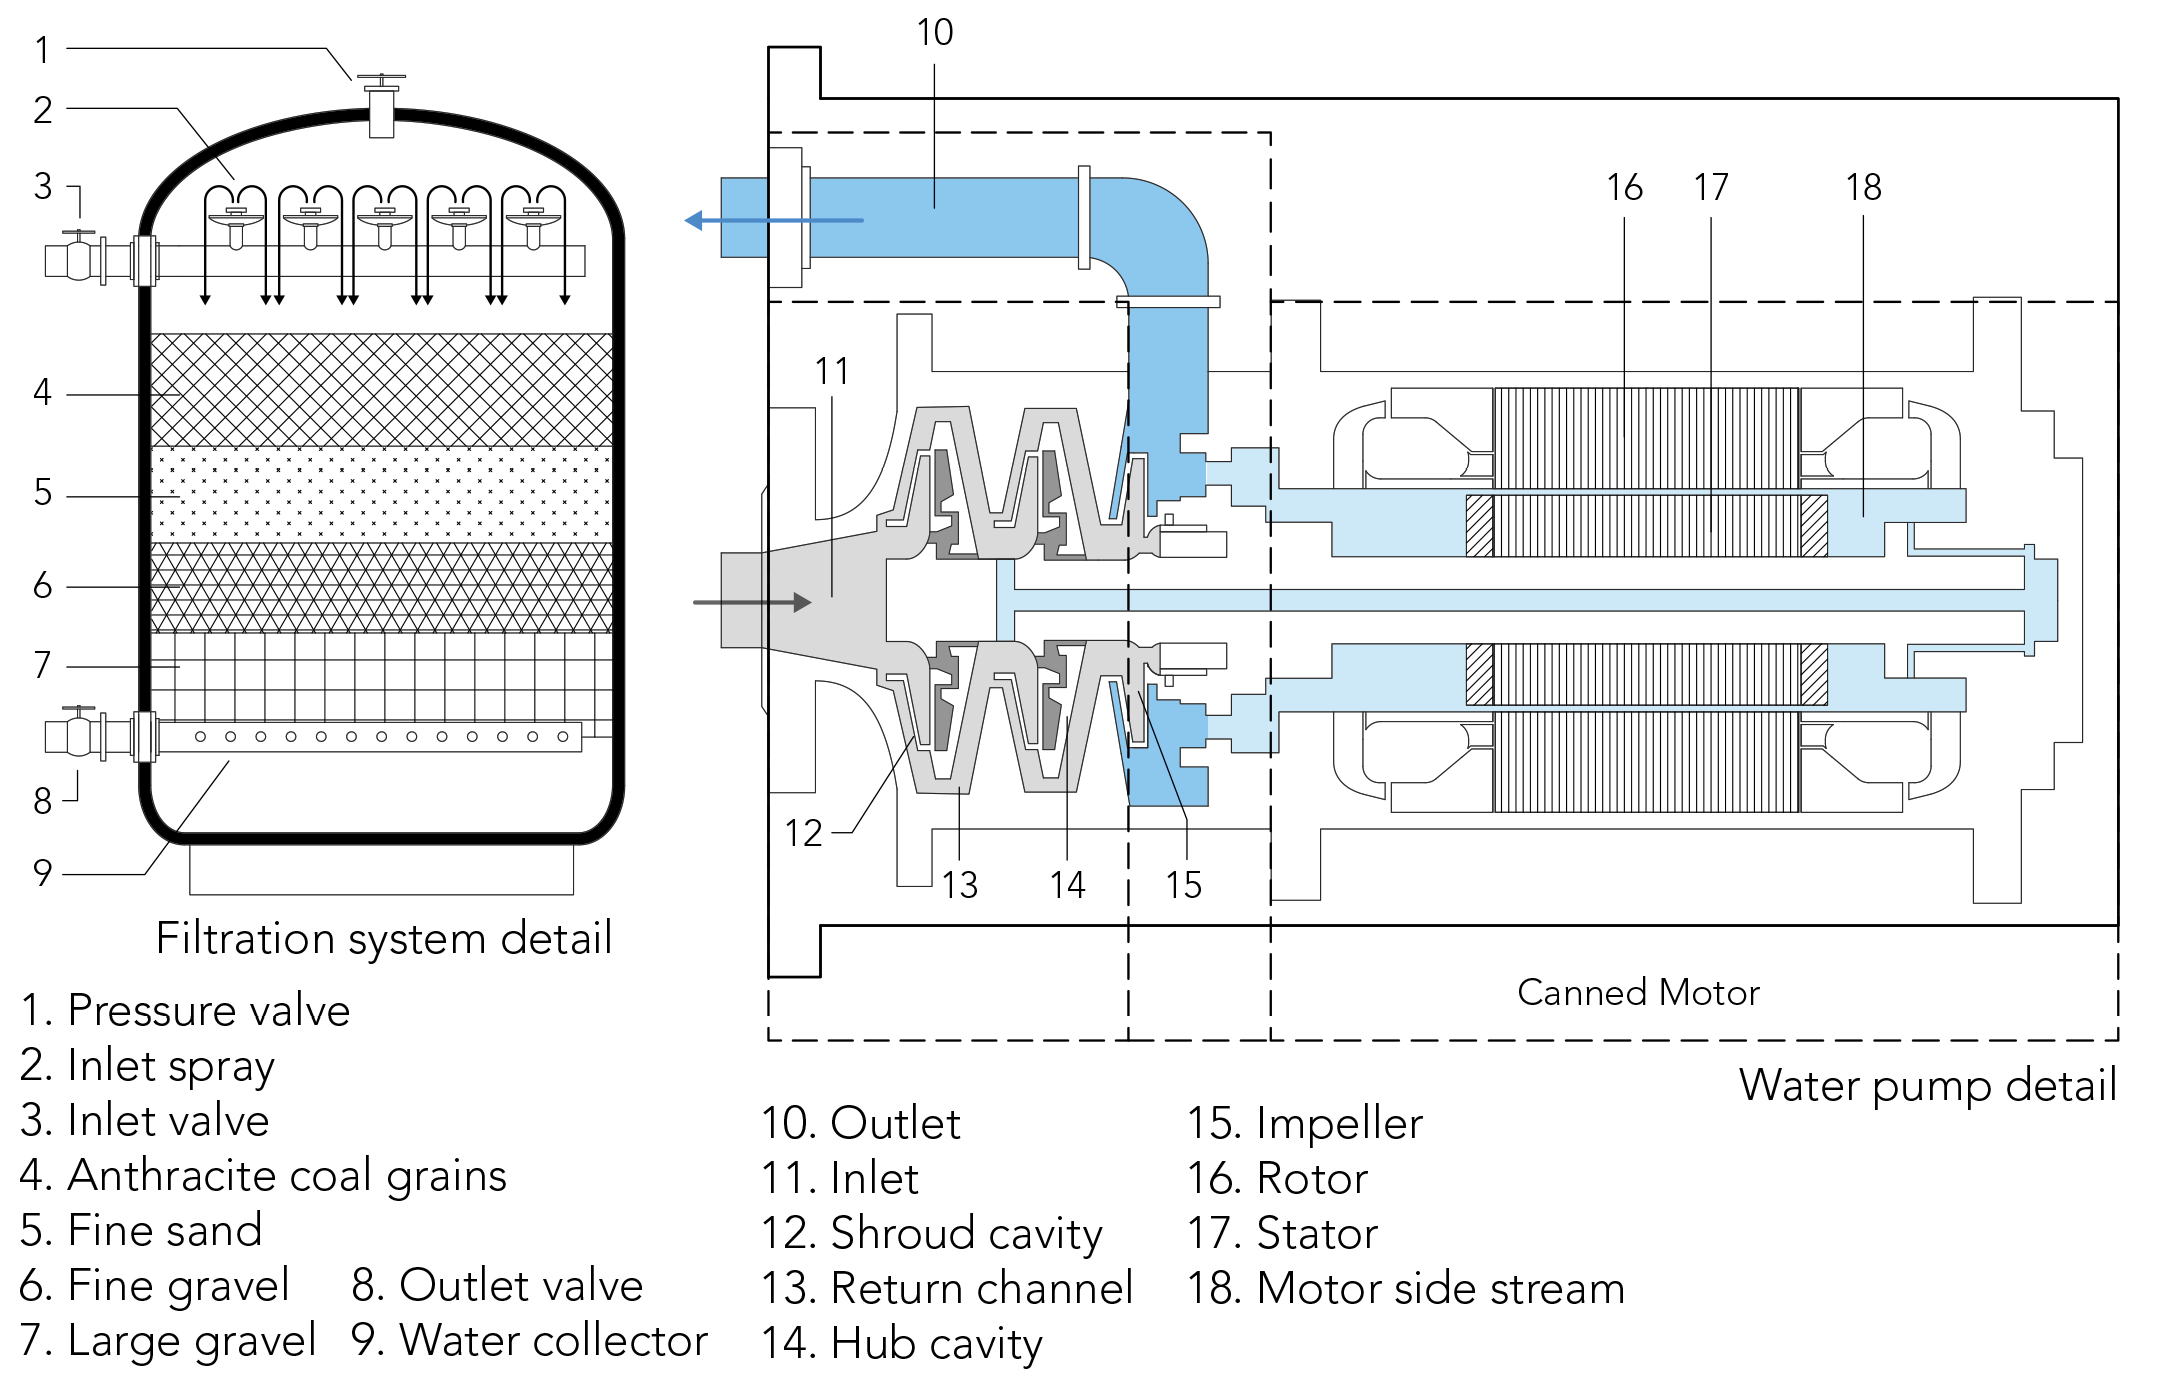 1
2
3
4
5
6
7
8
9
Filtration system detail
1. Pressure valve
2. Inlet spray
3. Inlet valve
4. Anthracite coal grains
5. Fine sand
6. Fine gravel
7. Large gravel
8. Outlet valve
9. Water collector
10
11
12
13
14
15
16
17
18
Canned Motor
Water pump detail
10. Outlet
11. Inlet
12. Shroud cavity
13. Return channel
14. Hub cavity
15. Impeller
16. Rotor
17. Stator
18. Motor side stream